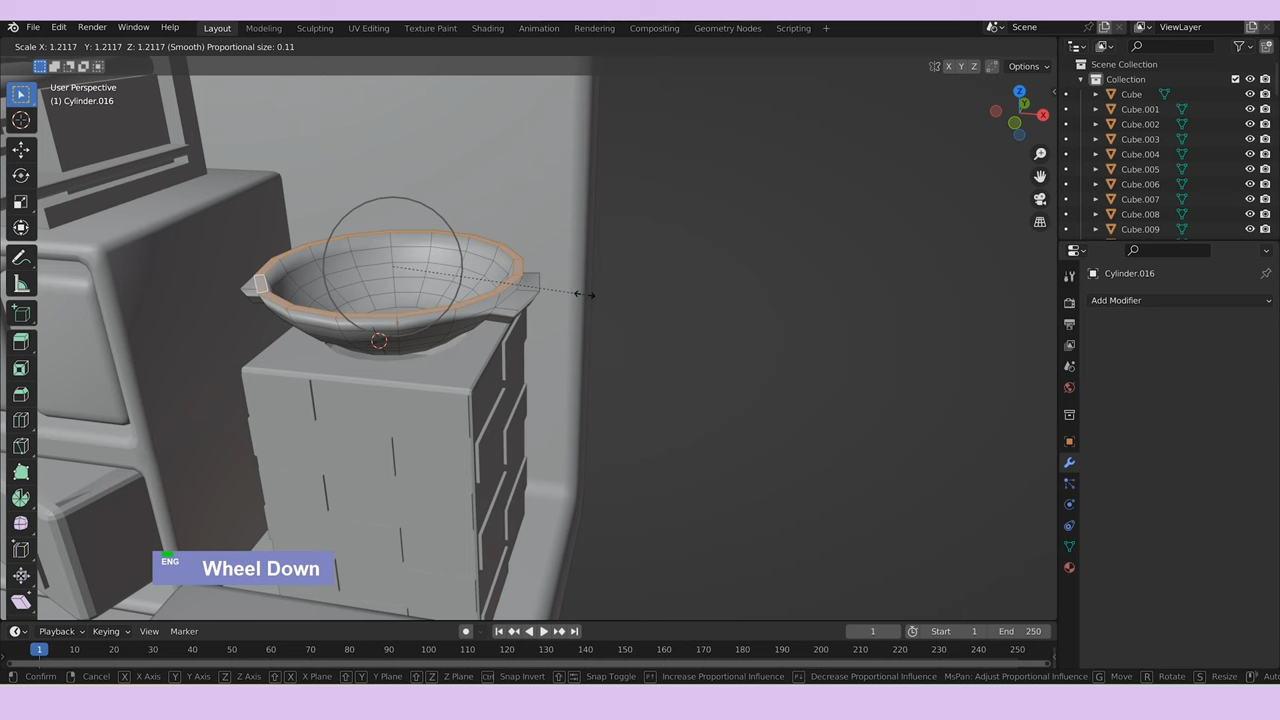 File Edit Render Window Help Layout Modeling Sculpting UV Editing Texture Paint Shading Animation Rendering Compositing Geometry Nodes Scripting + Scene ViewLayer
Scale X: 1.2117 Y: 1.2117 Z: 1.2117 (Smooth) Proportional size: 0.11
X Y Z Options
User Perspective
(1) Cylinder.016
Z
Y
X
Scene Collection
Collection
Cube
Cube.001
Cube.002
Cube.003
Cube.004
Cube.005
Cube.006
Cube.007
Cube.008
Cube.009
Cylinder.016
Add Modifier
ENG Wheel Down
Playback Keying View Marker 1 Start 1 End 250
1 10 20 30 40 50 60 70 80 90 100 110 120 130 140 150 160 170 180 190 200 210 220 230 240 250
Confirm Cancel X X Axis Y Y Axis Z Z Axis X X Plane Y Y Plane Z Z Plane Ctrl Snap Invert Snap Toggle Increase Proportional Influence Decrease Proportional Influence MsPan: Adjust Proportional Influence G Move R Rotate S Resize Auto